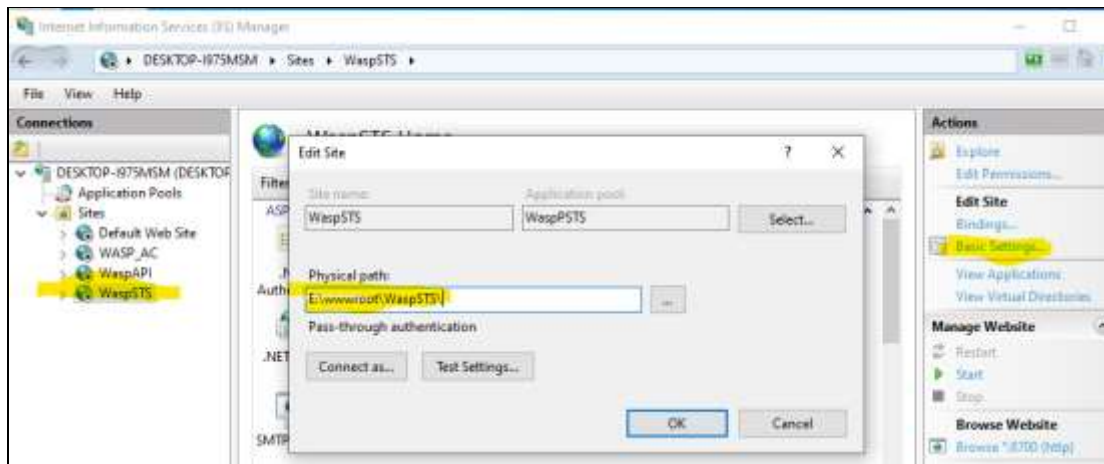 Internet Information Services (IIS) Manager
DESKTOP-I975MSM Sites WaspSTS
File View Help
Connections
DESKTOP-I975MSM (DESKTOP
Application Pools
Sites
Default Web Site
WASP_AC
WaspAPI
WaspSTS
WaspSTS Home
Filte
ASP
Auth
.NET
SMTP
Edit Site
? X
Site name:
Application pool:
WaspSTS
WaspPSTS
Select...
Physical path:
E:\wwwroot\WaspSTS\
...
Pass-through authentication
Connect as...
Test Settings...
OK
Cancel
Actions
Explore
Edit Permissions...
Edit Site
Bindings...
Basic Settings...
View Applications
View Virtual Directories
Manage Website
Restart
Start
Stop
Browse Website
Browse *:8700 (http)